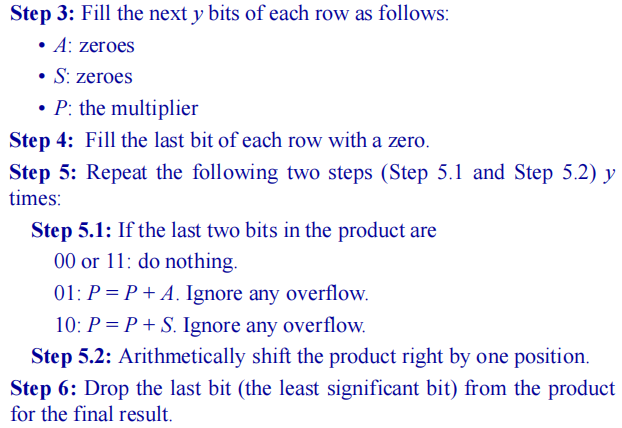 Step 3: Fill the next y bits of each row as follows:
• A: zeroes
• S: zeroes
• P: the multiplier
Step 4: Fill the last bit of each row with a zero.
Step 5: Repeat the following two steps (Step 5.1 and Step 5.2) y
times:
Step 5.1: If the last two bits in the product are
00 or 11: do nothing.
01: P = P + A. Ignore any overflow.
10: P = P + S. Ignore any overflow.
Step 5.2: Arithmetically shift the product right by one position.
Step 6: Drop the last bit (the least significant bit) from the product
for the final result.